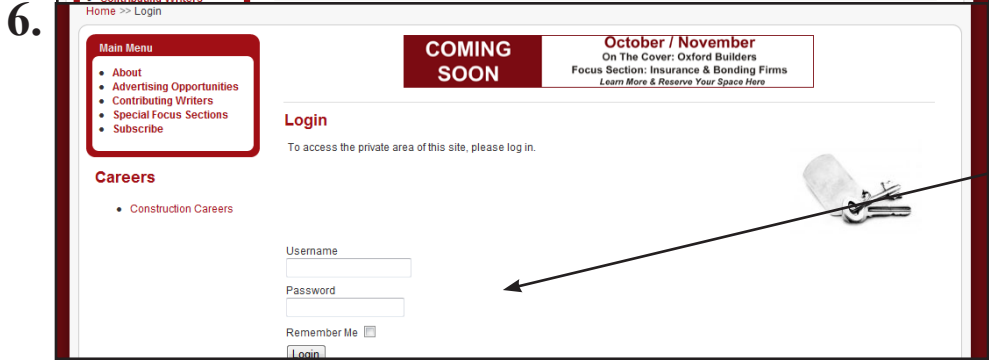 6.
Contributing Writers
Home >> Login
Main Menu
About
Advertising Opportunities
Contributing Writers
Special Focus Sections
Subscribe
Careers
Construction Careers
COMING
SOON
October / November
On The Cover: Oxford Builders
Focus Section: Insurance & Bonding Firms
Learn More & Reserve Your Space Here
Login
To access the private area of this site, please log in.
Username
Password
Remember Me
Login